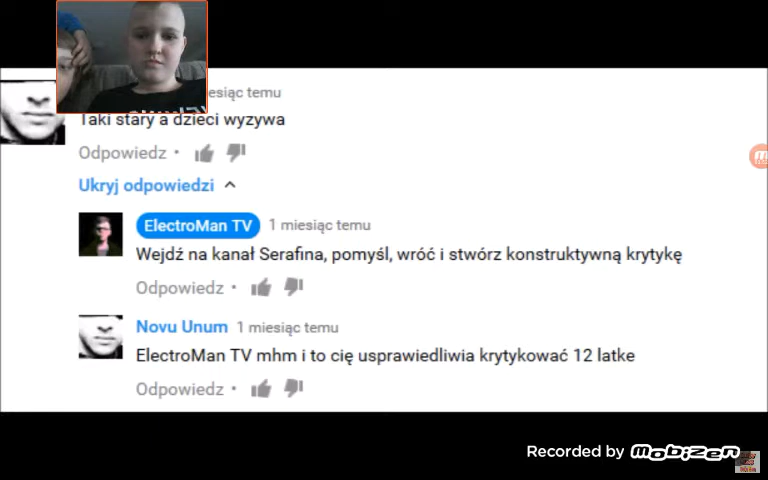 esiąc temu
Taki stary a dzieci wyzywa
Odpowiedz •
Ukryj odpowiedzi
ElectroMan TV 1 miesiąc temu
Wejdź na kanał Serafina, pomyśl, wróć i stwórz konstruktywną krytykę
Odpowiedz •
Novu Unum 1 miesiąc temu
ElectroMan TV mhm i to cię usprawiedliwia krytykować 12 latke
Odpowiedz •
Recorded by mobizen